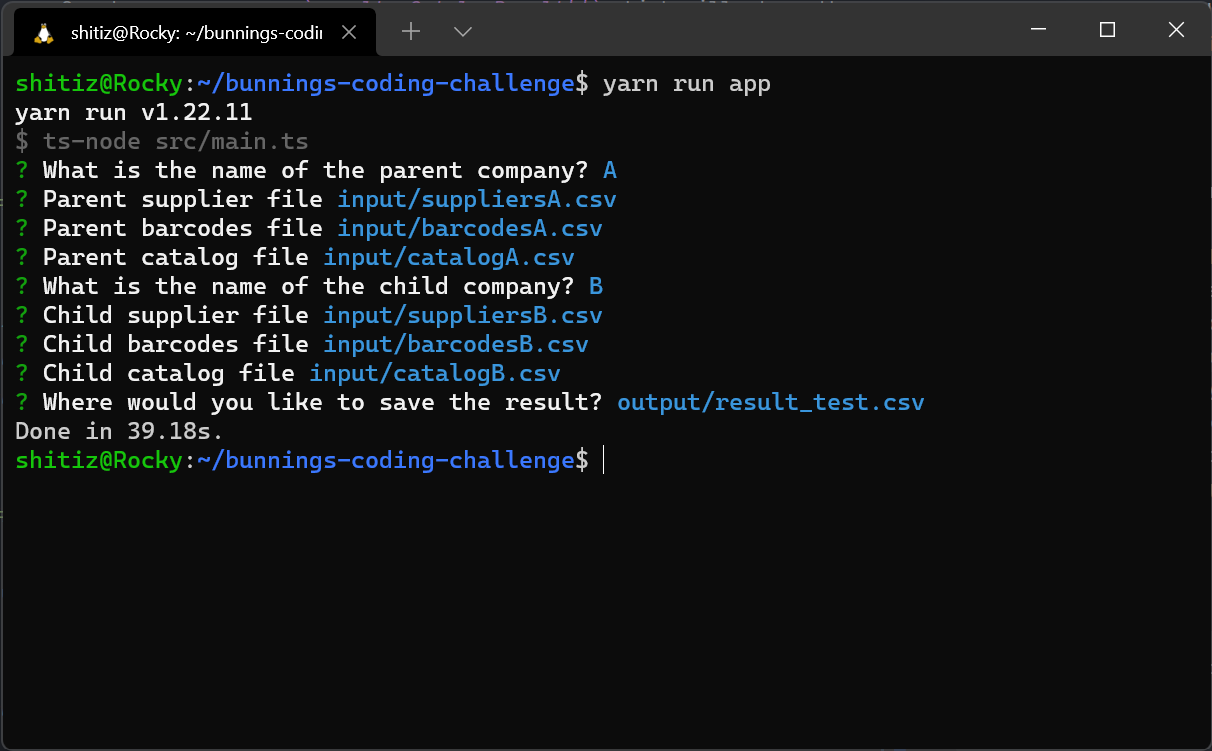 shitiz@Rocky: ~/bunnings-codin
shitiz@Rocky:~/bunnings-coding-challenge$ yarn run app
yarn run v1.22.11
$ ts-node src/main.ts
? What is the name of the parent company? A
? Parent supplier file input/suppliersA.csv
? Parent barcodes file input/barcodesA.csv
? Parent catalog file input/catalogA.csv
? What is the name of the child company? B
? Child supplier file input/suppliersB.csv
? Child barcodes file input/barcodesB.csv
? Child catalog file input/catalogB.csv
? Where would you like to save the result? output/result_test.csv
Done in 39.18s.
shitiz@Rocky:~/bunnings-coding-challenge$